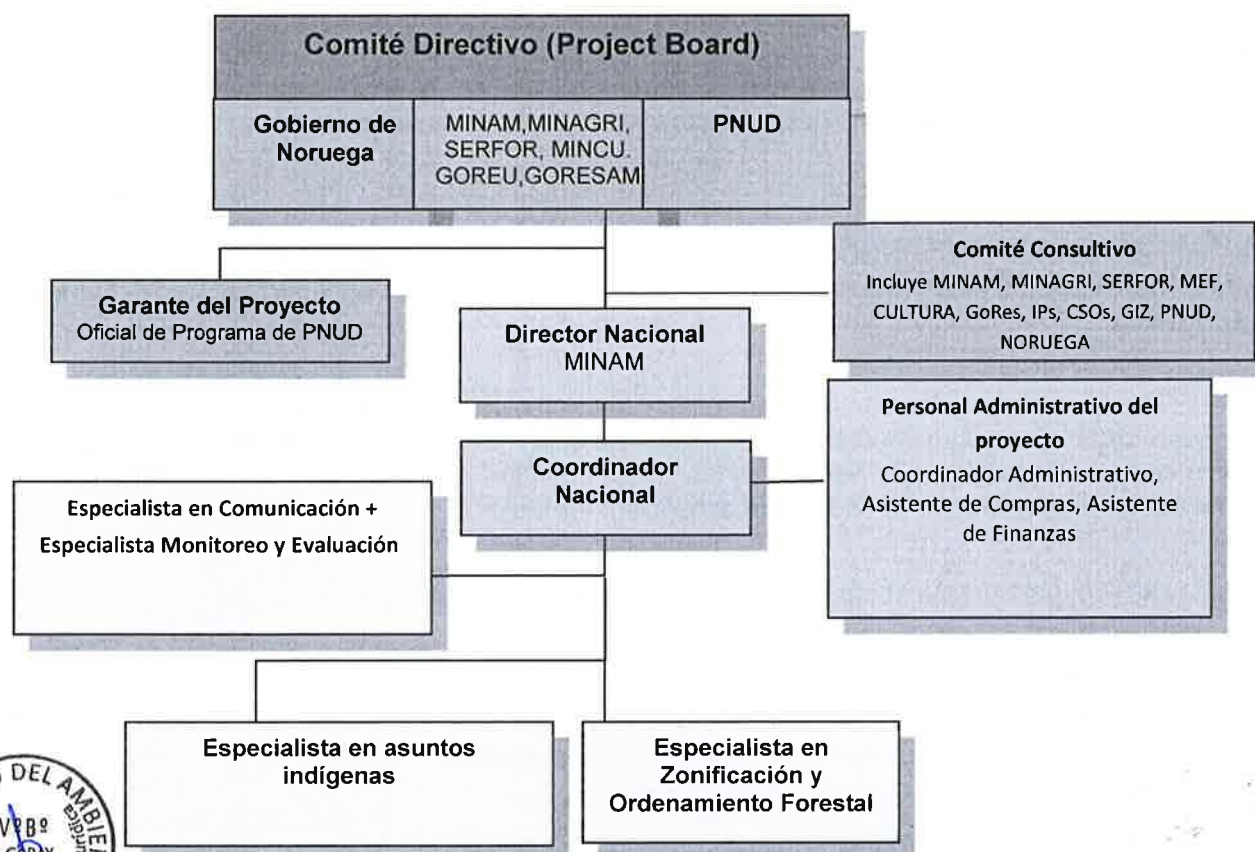 Comité Directivo (Project Board)
Gobierno de
Noruega
MINAM,MINAGRI,
SERFOR, MINCU.
GOREU,GORESAM
PNUD
Comité Consultivo
Incluye MINAM, MINAGRI, SERFOR, MEF,
CULTURA, GoRes, IPs, CSOs, GIZ, PNUD,
NORUEGA
Garante del Proyecto
Oficial de Programa de PNUD
Director Nacional
MINAM
Personal Administrativo del
proyecto
Coordinador Administrativo,
Asistente de Compras, Asistente
de Finanzas
Coordinador
Nacional
Especialista en Comunicación +
Especialista Monitoreo y Evaluación
Especialista en asuntos
indígenas
Especialista en
Zonificación y
Ordenamiento Forestal
DEL
VºBº